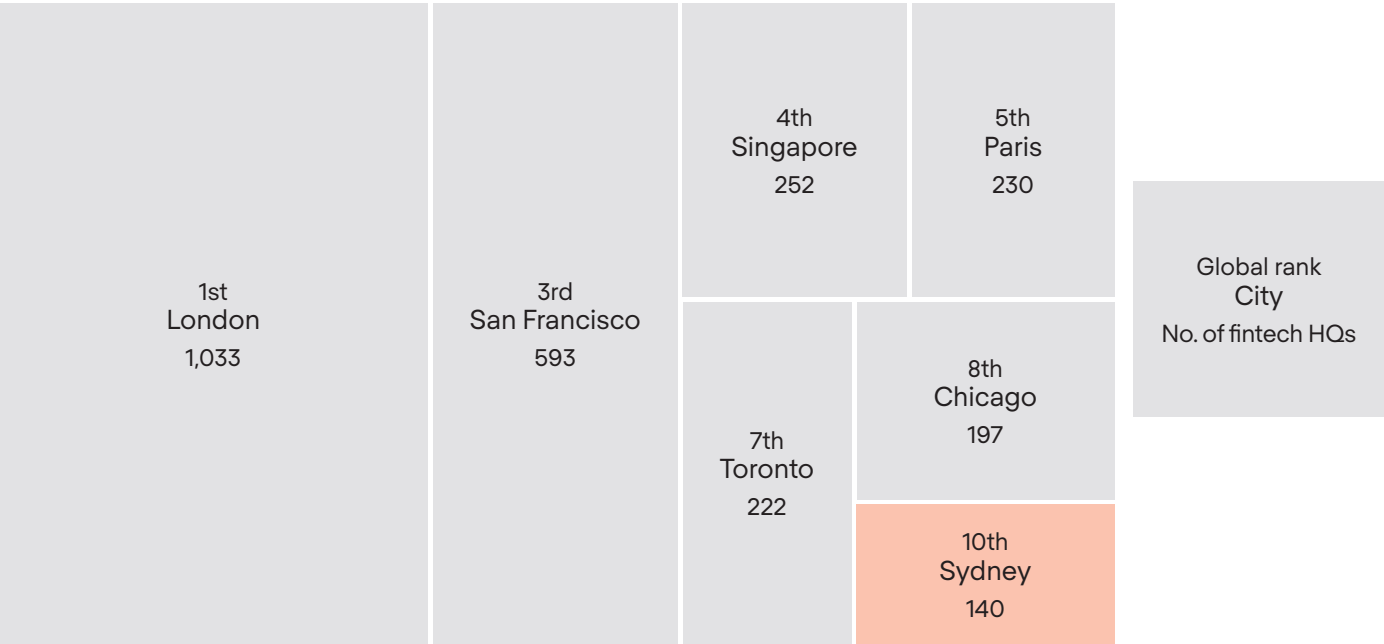 1st
London
1,033
3rd
San Francisco
593
4th
Singapore
252
5th
Paris
230
7th
Toronto
222
8th
Chicago
197
10th
Sydney
140
Global rank
City
No. of fintech HQs